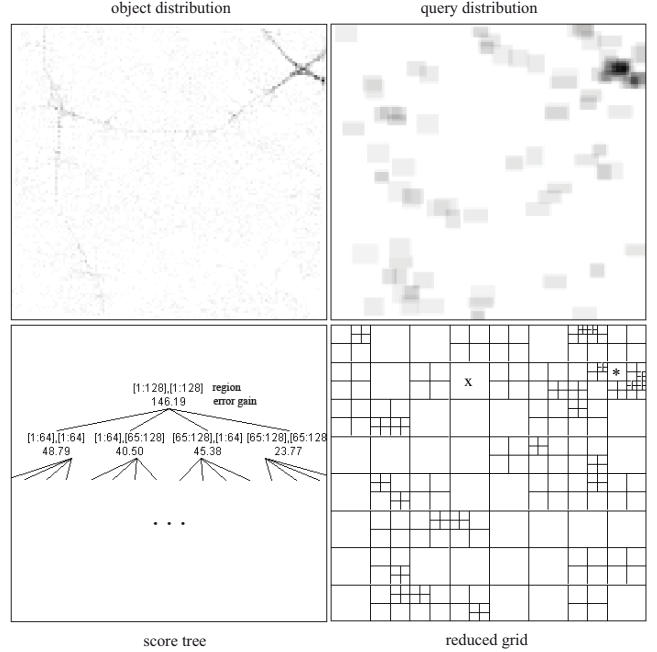 object distribution
query distribution
[1:128],[1:128] region
146.19 error gain
[1:64],[1:64] [1:64],[65:128] [65:128],[1:64] [65:128],[65:128
48.79 40.50 45.38 23.77
. . .
x
*
score tree
reduced grid